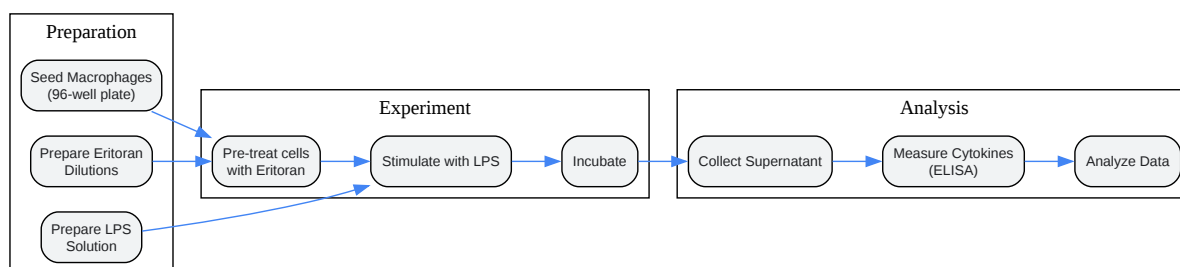 Preparation
Seed Macrophages
(96-well plate)
Prepare Eritoran
Dilutions
Prepare LPS
Solution
Experiment
Pre-treat cells
with Eritoran
Stimulate with LPS
Incubate
Analysis
Collect Supernatant
Measure Cytokines
(ELISA)
Analyze Data